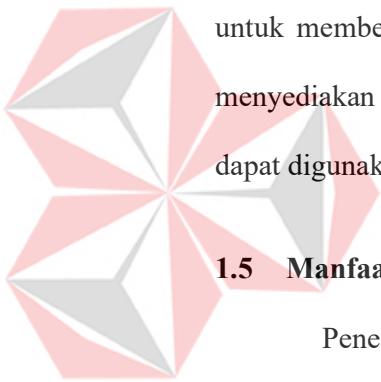 untuk membe
menyediakan
dapat digunak
1.5 Manfaa
Pene